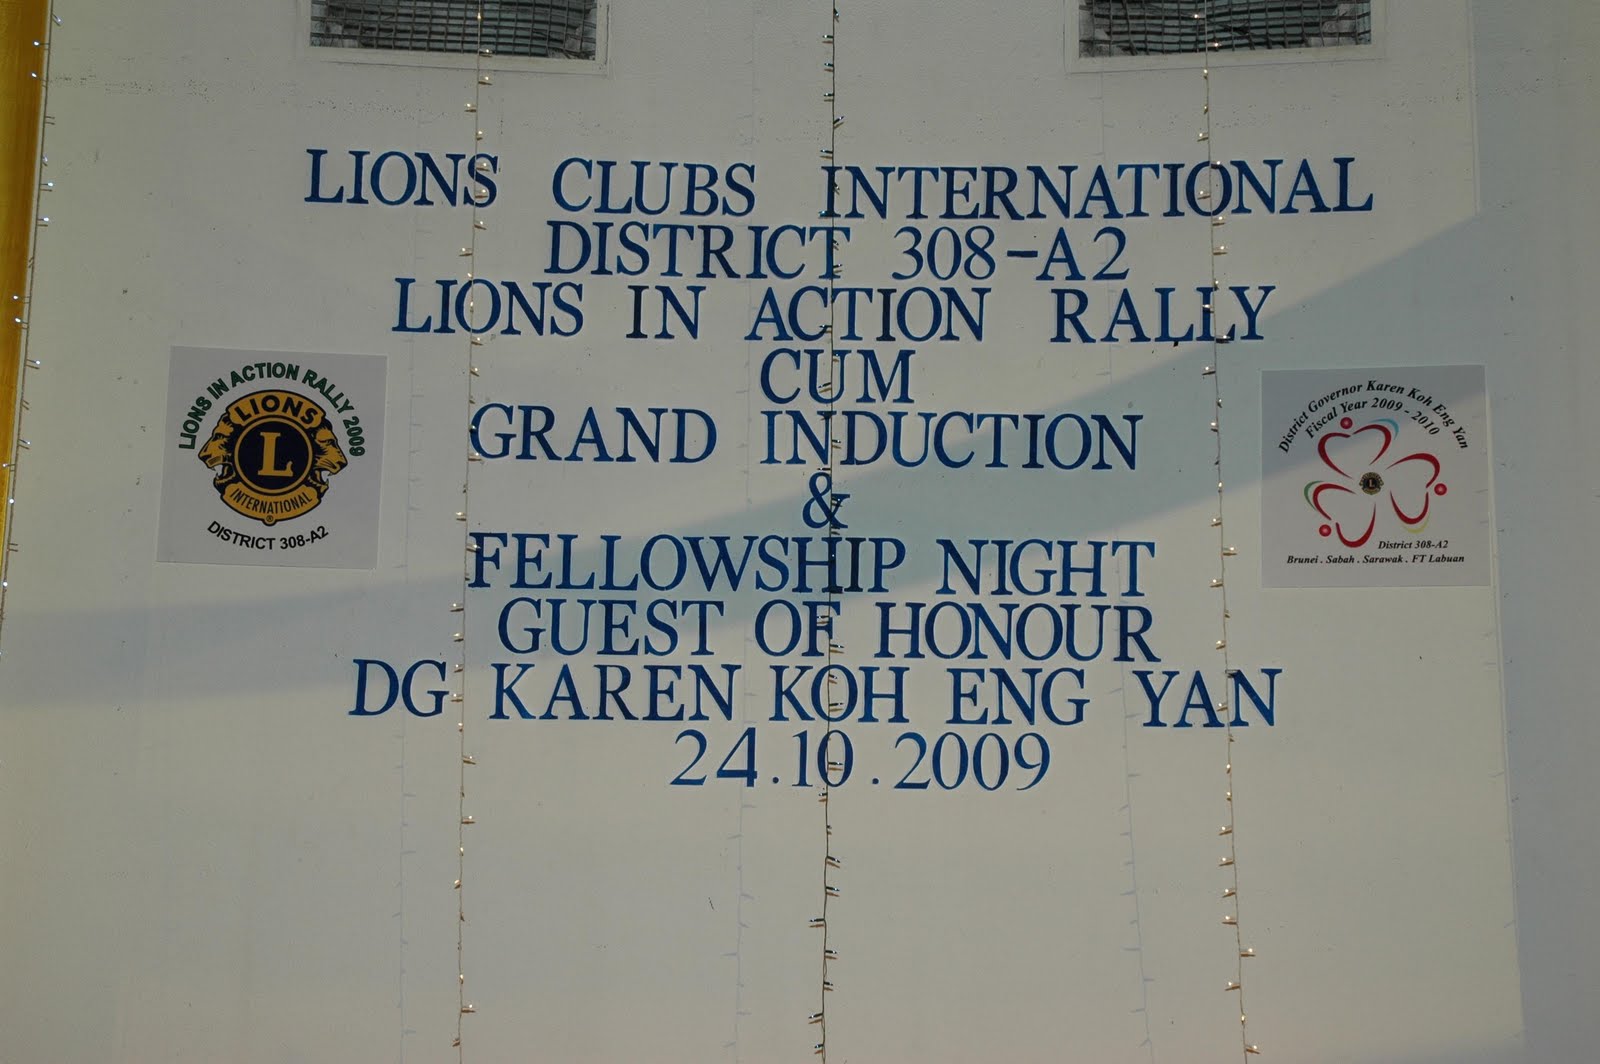 LIONS CLUBS INTERNATIONAL
DISTRICT 308-A2
LIONS IN ACTION RALLY
CUM
GRAND INDUCTION
&
FELLOWSHIP NIGHT
GUEST OF HONOUR
DG KAREN KOH ENG YAN
24.10.2009
LIONS IN ACTION RALLY 2009
LIONS
L
INTERNATIONAL
®
DISTRICT 308-A2
District Governor Karen Koh Eng Yan
Fiscal Year 2009 - 2010
District 308-A2
Brunei . Sabah . Sarawak . FT Labuan